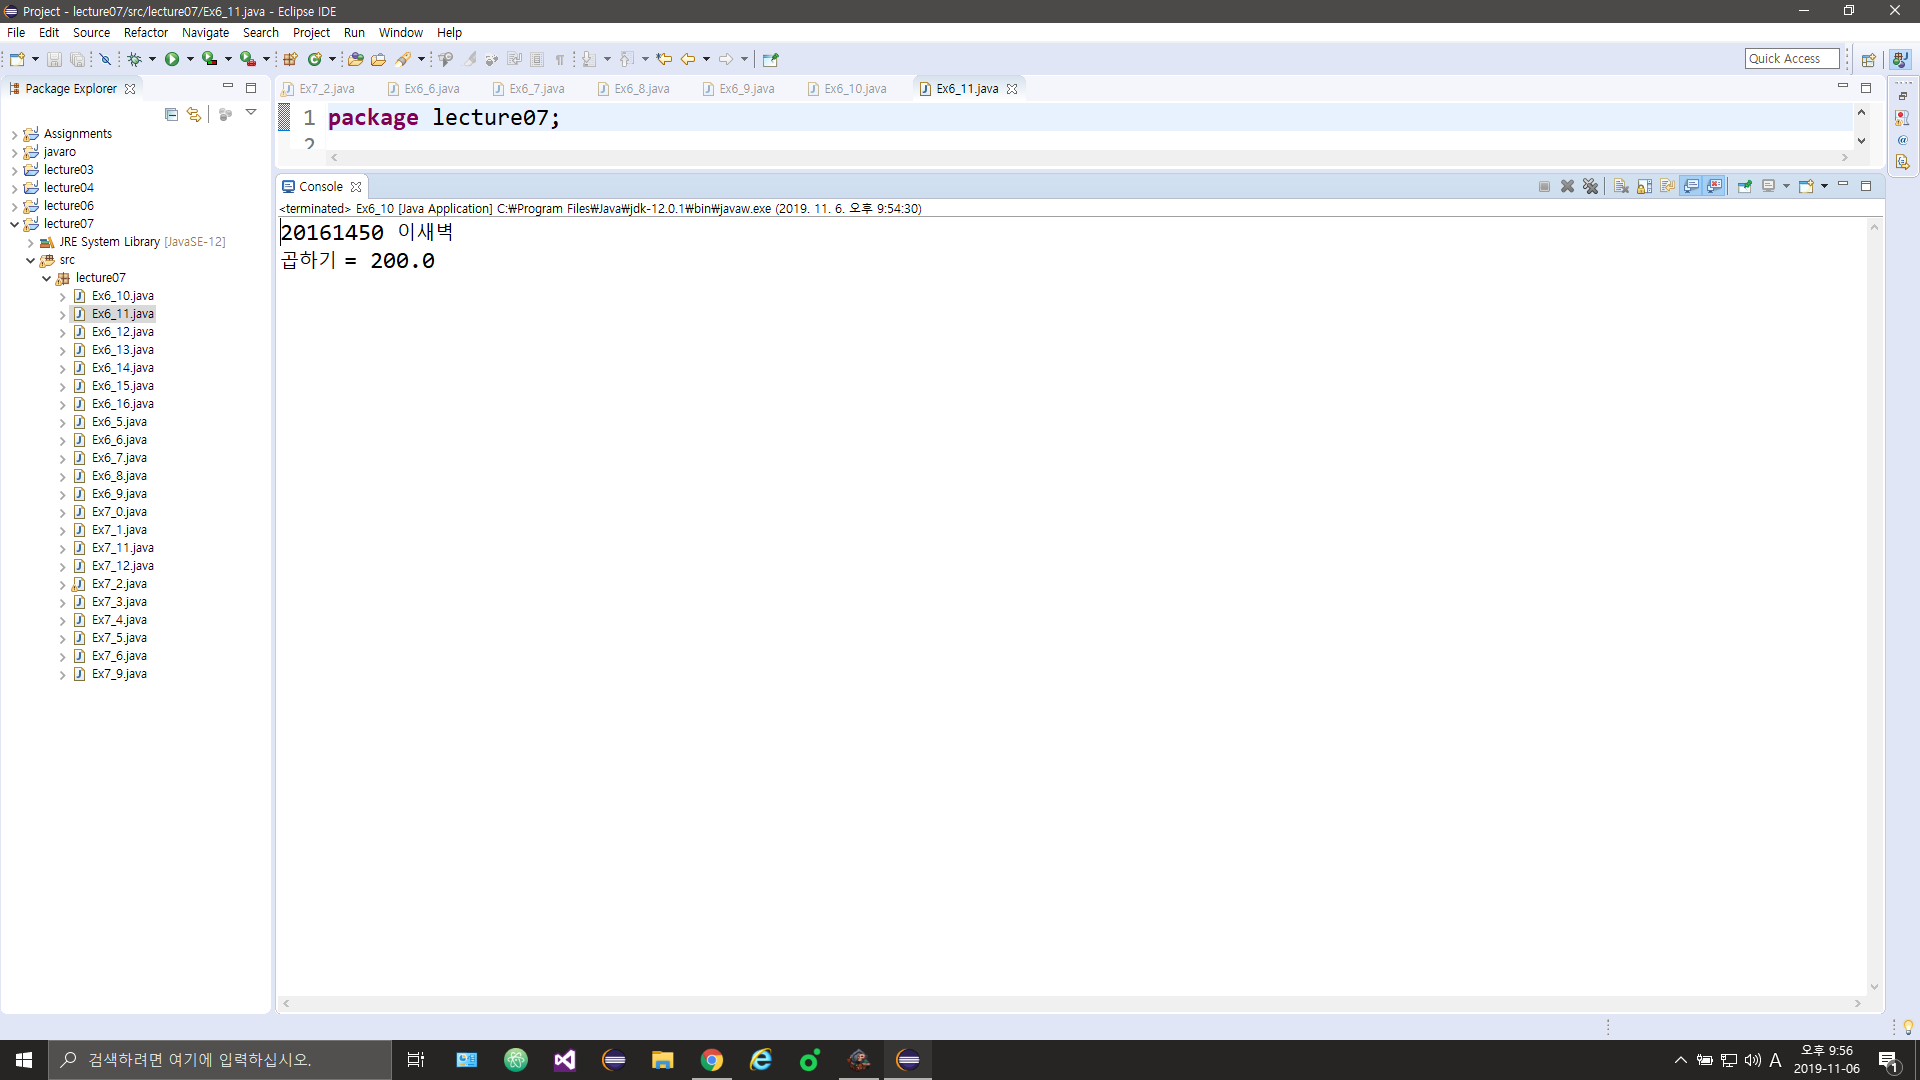 Project - lecture07/src/lecture07/Ex6_11.java - Eclipse IDE
File Edit Source Refactor Navigate Search Project Run Window Help
Quick Access
Package Explorer
Ex7_2.java Ex6_6.java Ex6_7.java Ex6_8.java Ex6_9.java Ex6_10.java Ex6_11.java
1 package lecture07;
2
Assignments
javaro
lecture03
lecture04
lecture06
lecture07
JRE System Library [JavaSE-12]
src
lecture07
Ex6_10.java
Ex6_11.java
Ex6_12.java
Ex6_13.java
Ex6_14.java
Ex6_15.java
Ex6_16.java
Ex6_5.java
Ex6_6.java
Ex6_7.java
Ex6_8.java
Ex6_9.java
Ex7_0.java
Ex7_1.java
Ex7_11.java
Ex7_12.java
Ex7_2.java
Ex7_3.java
Ex7_4.java
Ex7_5.java
Ex7_6.java
Ex7_9.java
Console
<terminated> Ex6_10 [Java Application] C:₩Program Files₩Java₩jdk-12.0.1₩bin₩javaw.exe (2019. 11. 6. 오후 9:54:30)
20161450 이새벽
곱하기 = 200.0
검색하려면 여기에 입력하십시오.
A
오후 9:56
2019-11-06
1